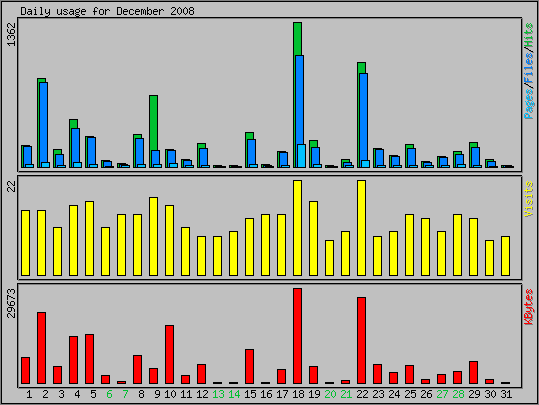 Daily usage for December 2008
1362
Pages/Files/Hits
22
Visits
29673
KBytes
1 2 3 4 5 6 7 8 9 10 11 12 13 14 15 16 17 18 19 20 21 22 23 24 25 26 27 28 29 30 31